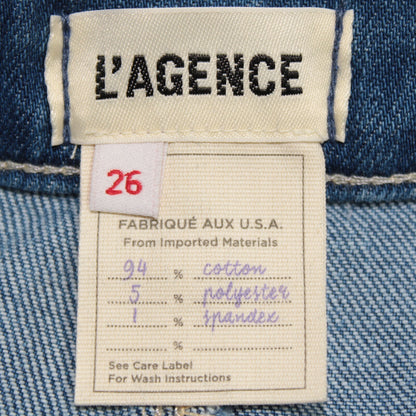 L'AGENCE
26
FABRIQUÉ AUX U.S.A.
From Imported Materials
94 % cotton
5 % polyester
1 % spandex
%
See Care Label
For Wash Instructions